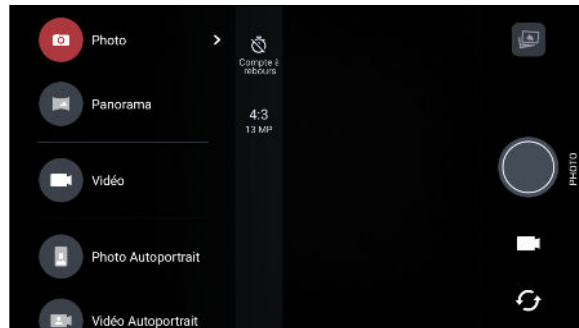 Photo
Panorama
Vidéo
Photo Autoportrait
Vidéo Autoportrait
Compte à
rebours
4:3
13 MP
PHOTO